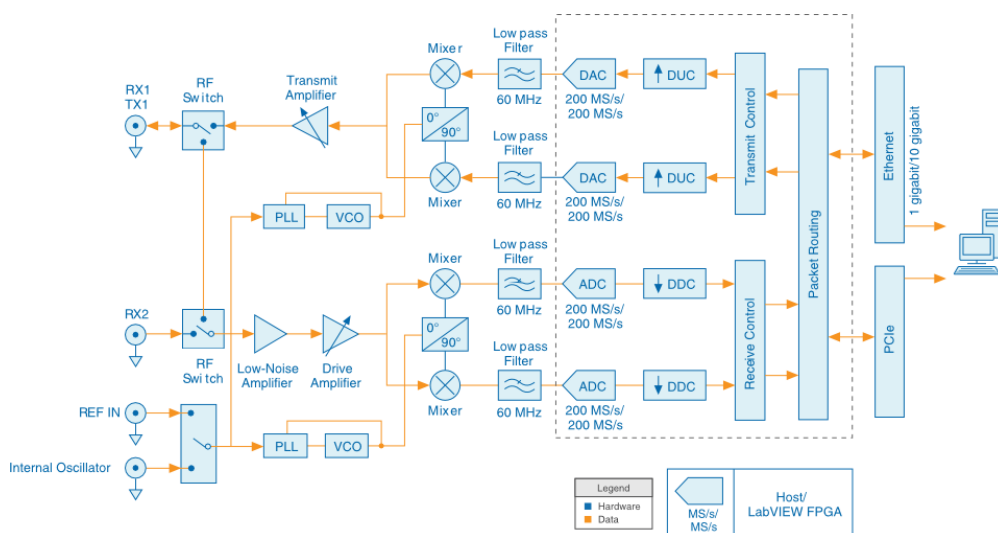 Low pass
Filter
Mixer
60 MHz
DAC
200 MS/s/
200 MS/s
DUC
RX1
TX1
RF
Switch
Transmit
Amplifier
0°
90°
Transmit Control
Packet Routing
Ethernet
1 gigabit/10 gigabit
Low pass
Filter
Mixer
60 MHz
DAC
200 MS/s/
200 MS/s
DUC
PLL
VCO
Low pass
Filter
Mixer
60 MHz
ADC
200 MS/s/
200 MS/s
DDC
RX2
RF
Switch
Low-Noise
Amplifier
Drive
Amplifier
0°
90°
Receive Control
PCIe
Low pass
Filter
Mixer
60 MHz
ADC
200 MS/s/
200 MS/s
DDC
REF IN
Internal Oscillator
PLL
VCO
Legend
Hardware
Data
MS/s/
MS/s
Host/
LabVIEW FPGA